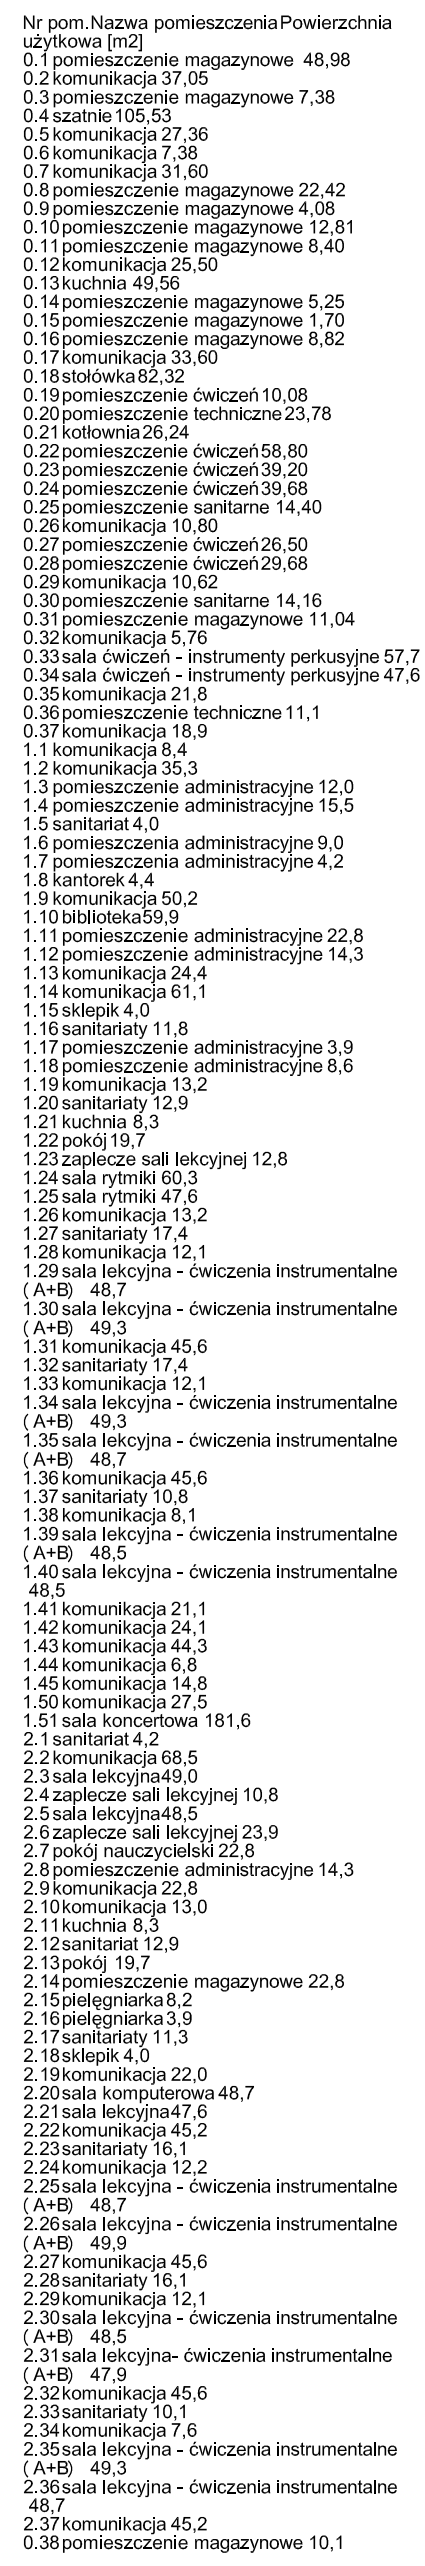 Nr pom.Nazwa pomieszczeniaPowierzchnia
użytkowa [m2]
0.1 pomieszczenie magazynowe 48,98
0.2 komunikacja 37,05
0.3 pomieszczenie magazynowe 7,38
0.4 szatnie 105,53
0.5 komunikacja 27,36
0.6 komunikacja 7,38
0.7 komunikacja 31,60
0.8 pomieszczenie magazynowe 22,42
0.9 pomieszczenie magazynowe 4,08
0.10 pomieszczenie magazynowe 12,81
0.11 pomieszczenie magazynowe 8,40
0.12 komunikacja 25,50
0.13 kuchnia 49,56
0.14 pomieszczenie magazynowe 5,25
0.15 pomieszczenie magazynowe 1,70
0.16 pomieszczenie magazynowe 8,82
0.17 komunikacja 33,60
0.18 stołówka 82,32
0.19 pomieszczenie ćwiczeń 10,08
0.20 pomieszczenie techniczne 23,78
0.21 kotłownia 26,24
0.22 pomieszczenie ćwiczeń 58,80
0.23 pomieszczenie ćwiczeń 39,20
0.24 pomieszczenie ćwiczeń 39,68
0.25 pomieszczenie sanitarne 14,40
0.26 komunikacja 10,80
0.27 pomieszczenie ćwiczeń 26,50
0.28 pomieszczenie ćwiczeń 29,68
0.29 komunikacja 10,62
0.30 pomieszczenie sanitarne 14,16
0.31 pomieszczenie magazynowe 11,04
0.32 komunikacja 5,76
0.33 sala ćwiczeń - instrumenty perkusyjne 57,7
0.34 sala ćwiczeń - instrumenty perkusyjne 47,6
0.35 komunikacja 21,8
0.36 pomieszczenie techniczne 11,1
0.37 komunikacja 18,9
1.1 komunikacja 8,4
1.2 komunikacja 35,3
1.3 pomieszczenie administracyjne 12,0
1.4 pomieszczenie administracyjne 15,5
1.5 sanitariat 4,0
1.6 pomieszczenia administracyjne 9,0
1.7 pomieszczenia administracyjne 4,2
1.8 kantorek 4,4
1.9 komunikacja 50,2
1.10 biblioteka 59,9
1.11 pomieszczenie administracyjne 22,8
1.12 pomieszczenie administracyjne 14,3
1.13 komunikacja 24,4
1.14 komunikacja 61,1
1.15 sklepik 4,0
1.16 sanitariaty 11,8
1.17 pomieszczenie administracyjne 3,9
1.18 pomieszczenie administracyjne 8,6
1.19 komunikacja 13,2
1.20 sanitariaty 12,9
1.21 kuchnia 8,3
1.22 pokój 19,7
1.23 zaplecze sali lekcyjnej 12,8
1.24 sala rytmiki 60,3
1.25 sala rytmiki 47,6
1.26 komunikacja 13,2
1.27 sanitariaty 17,4
1.28 komunikacja 12,1
1.29 sala lekcyjna - ćwiczenia instrumentalne
( A+B) 48,7
1.30 sala lekcyjna - ćwiczenia instrumentalne
( A+B) 49,3
1.31 komunikacja 45,6
1.32 sanitariaty 17,4
1.33 komunikacja 12,1
1.34 sala lekcyjna - ćwiczenia instrumentalne
( A+B) 49,3
1.35 sala lekcyjna - ćwiczenia instrumentalne
( A+B) 48,7
1.36 komunikacja 45,6
1.37 sanitariaty 10,8
1.38 komunikacja 8,1
1.39 sala lekcyjna - ćwiczenia instrumentalne
( A+B) 48,5
1.40 sala lekcyjna - ćwiczenia instrumentalne
48,5
1.41 komunikacja 21,1
1.42 komunikacja 24,1
1.43 komunikacja 44,3
1.44 komunikacja 6,8
1.45 komunikacja 14,8
1.50 komunikacja 27,5
1.51 sala koncertowa 181,6
2.1 sanitariat 4,2
2.2 komunikacja 68,5
2.3 sala lekcyjna 49,0
2.4 zaplecze sali lekcyjnej 10,8
2.5 sala lekcyjna 48,5
2.6 zaplecze sali lekcyjnej 23,9
2.7 pokój nauczycielski 22,8
2.8 pomieszczenie administracyjne 14,3
2.9 komunikacja 22,8
2.10 komunikacja 13,0
2.11 kuchnia 8,3
2.12 sanitariat 12,9
2.13 pokój 19,7
2.14 pomieszczenie magazynowe 22,8
2.15 pielęgniarka 8,2
2.16 pielęgniarka 3,9
2.17 sanitariaty 11,3
2.18 sklepik 4,0
2.19 komunikacja 22,0
2.20 sala komputerowa 48,7
2.21 sala lekcyjna 47,6
2.22 komunikacja 45,2
2.23 sanitariaty 16,1
2.24 komunikacja 12,2
2.25 sala lekcyjna - ćwiczenia instrumentalne
( A+B) 48,7
2.26 sala lekcyjna - ćwiczenia instrumentalne
( A+B) 49,9
2.27 komunikacja 45,6
2.28 sanitariaty 16,1
2.29 komunikacja 12,1
2.30 sala lekcyjna - ćwiczenia instrumentalne
( A+B) 48,5
2.31 sala lekcyjna- ćwiczenia instrumentalne
( A+B) 47,9
2.32 komunikacja 45,6
2.33 sanitariaty 10,1
2.34 komunikacja 7,6
2.35 sala lekcyjna - ćwiczenia instrumentalne
( A+B) 49,3
2.36 sala lekcyjna - ćwiczenia instrumentalne
48,7
2.37 komunikacja 45,2
0.38 pomieszczenie magazynowe 10,1